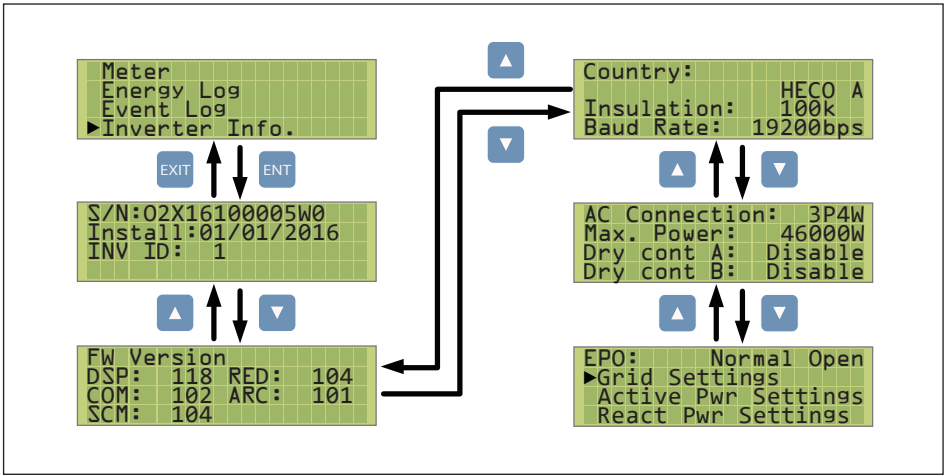 Meter
Energy Log
Event Log
▶Inverter Info.
EXIT
ENT
S/N:O2X16100005W0
Install:01/01/2016
INV ID: 1
FW Version
DSP: 118 RED: 104
COM: 102 ARC: 101
SCM: 104
Country:
HECO A
Insulation: 100k
Baud Rate: 19200bps
AC Connection: 3P4W
Max. Power: 46000W
Dry cont A: Disable
Dry cont B: Disable
EPO: Normal Open
▶Grid Settings
Active Pwr Settings
React Pwr Settings